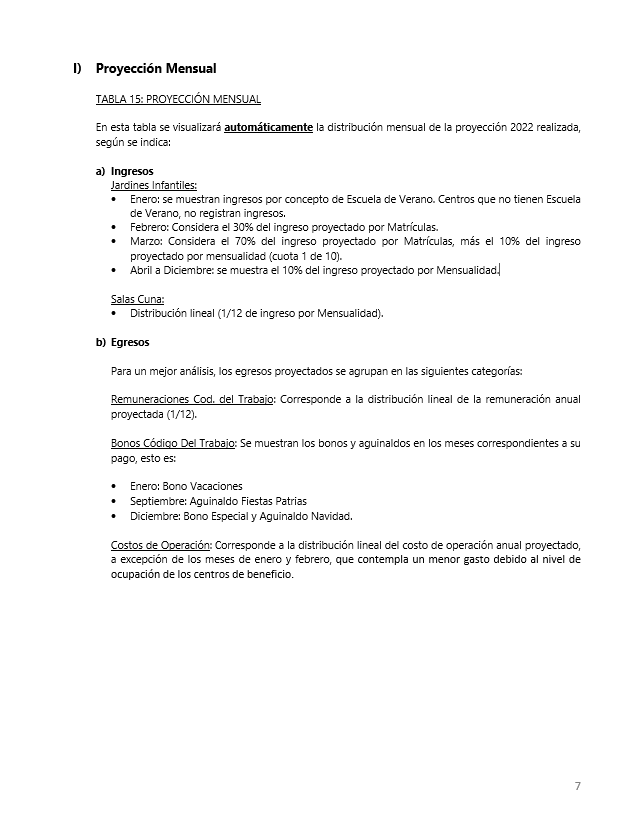 I) Proyección Mensual
TABLA 15: PROYECCIÓN MENSUAL
En esta tabla se visualizará automáticamente la distribución mensual de la proyección 2022 realizada,
según se indica:
a) Ingresos
Jardines Infantiles:
• Enero: se muestran ingresos por concepto de Escuela de Verano. Centros que no tienen Escuela
de Verano, no registran ingresos.
• Febrero: Considera el 30% del ingreso proyectado por Matrículas.
• Marzo: Considera el 70% del ingreso proyectado por Matrículas, más el 10% del ingreso
proyectado por mensualidad (cuota 1 de 10).
• Abril a Diciembre: se muestra el 10% del ingreso proyectado por Mensualidad.
Salas Cuna:
• Distribución lineal (1/12 de ingreso por Mensualidad).
b) Egresos
Para un mejor análisis, los egresos proyectados se agrupan en las siguientes categorías:
Remuneraciones Cod. del Trabajo: Corresponde a la distribución lineal de la remuneración anual
proyectada (1/12).
Bonos Código Del Trabajo: Se muestran los bonos y aguinaldos en los meses correspondientes a su
pago, esto es:
• Enero: Bono Vacaciones
• Septiembre: Aguinaldo Fiestas Patrias
• Diciembre: Bono Especial y Aguinaldo Navidad.
Costos de Operación: Corresponde a la distribución lineal del costo de operación anual proyectado,
a excepción de los meses de enero y febrero, que contempla un menor gasto debido al nivel de
ocupación de los centros de beneficio.
7